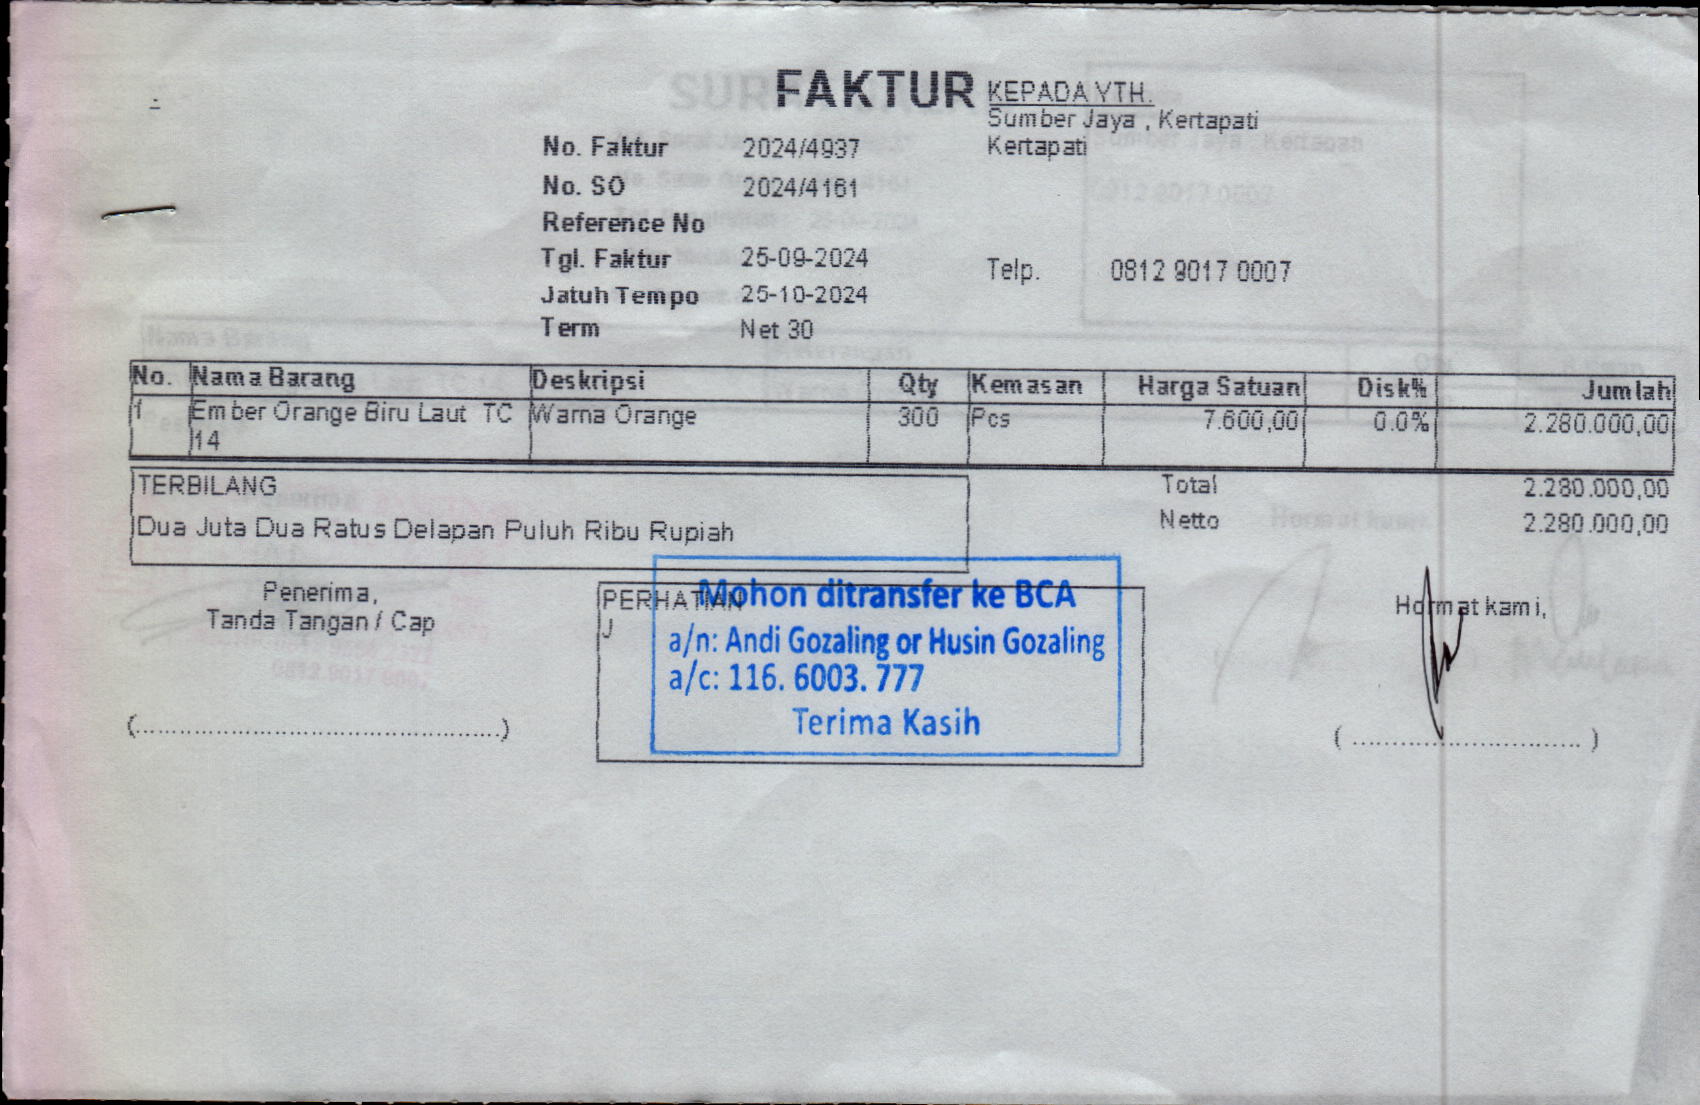 FAKTUR
KEPADA YTH.
Sumber Jaya , Kertapati
Kertapati
No. Faktur 2024/4937
No. SO 2024/4161
Reference No
Tgl. Faktur 25-09-2024
Telp. 0812 9017 0007
Jatuh Tempo 25-10-2024
Term Net 30
No. Nama Barang Deskripsi Qty Kemasan Harga Satuan Disk% Jumlah
1 Ember Orange Biru Laut TC Warna Orange 300 Pcs 7.600,00 0.0% 2.280.000,00
14
TERBILANG
Total 2.280.000,00
Dua Juta Dua Ratus Delapan Puluh Ribu Rupiah
Netto 2.280.000,00
Penerima,
Tanda Tangan / Cap
(.................................................)
PERHATIAN
J
Mohon ditransfer ke BCA
a/n: Andi Gozaling or Husin Gozaling
a/c: 116. 6003. 777
Terima Kasih
Hormat kami,
( ............................. )